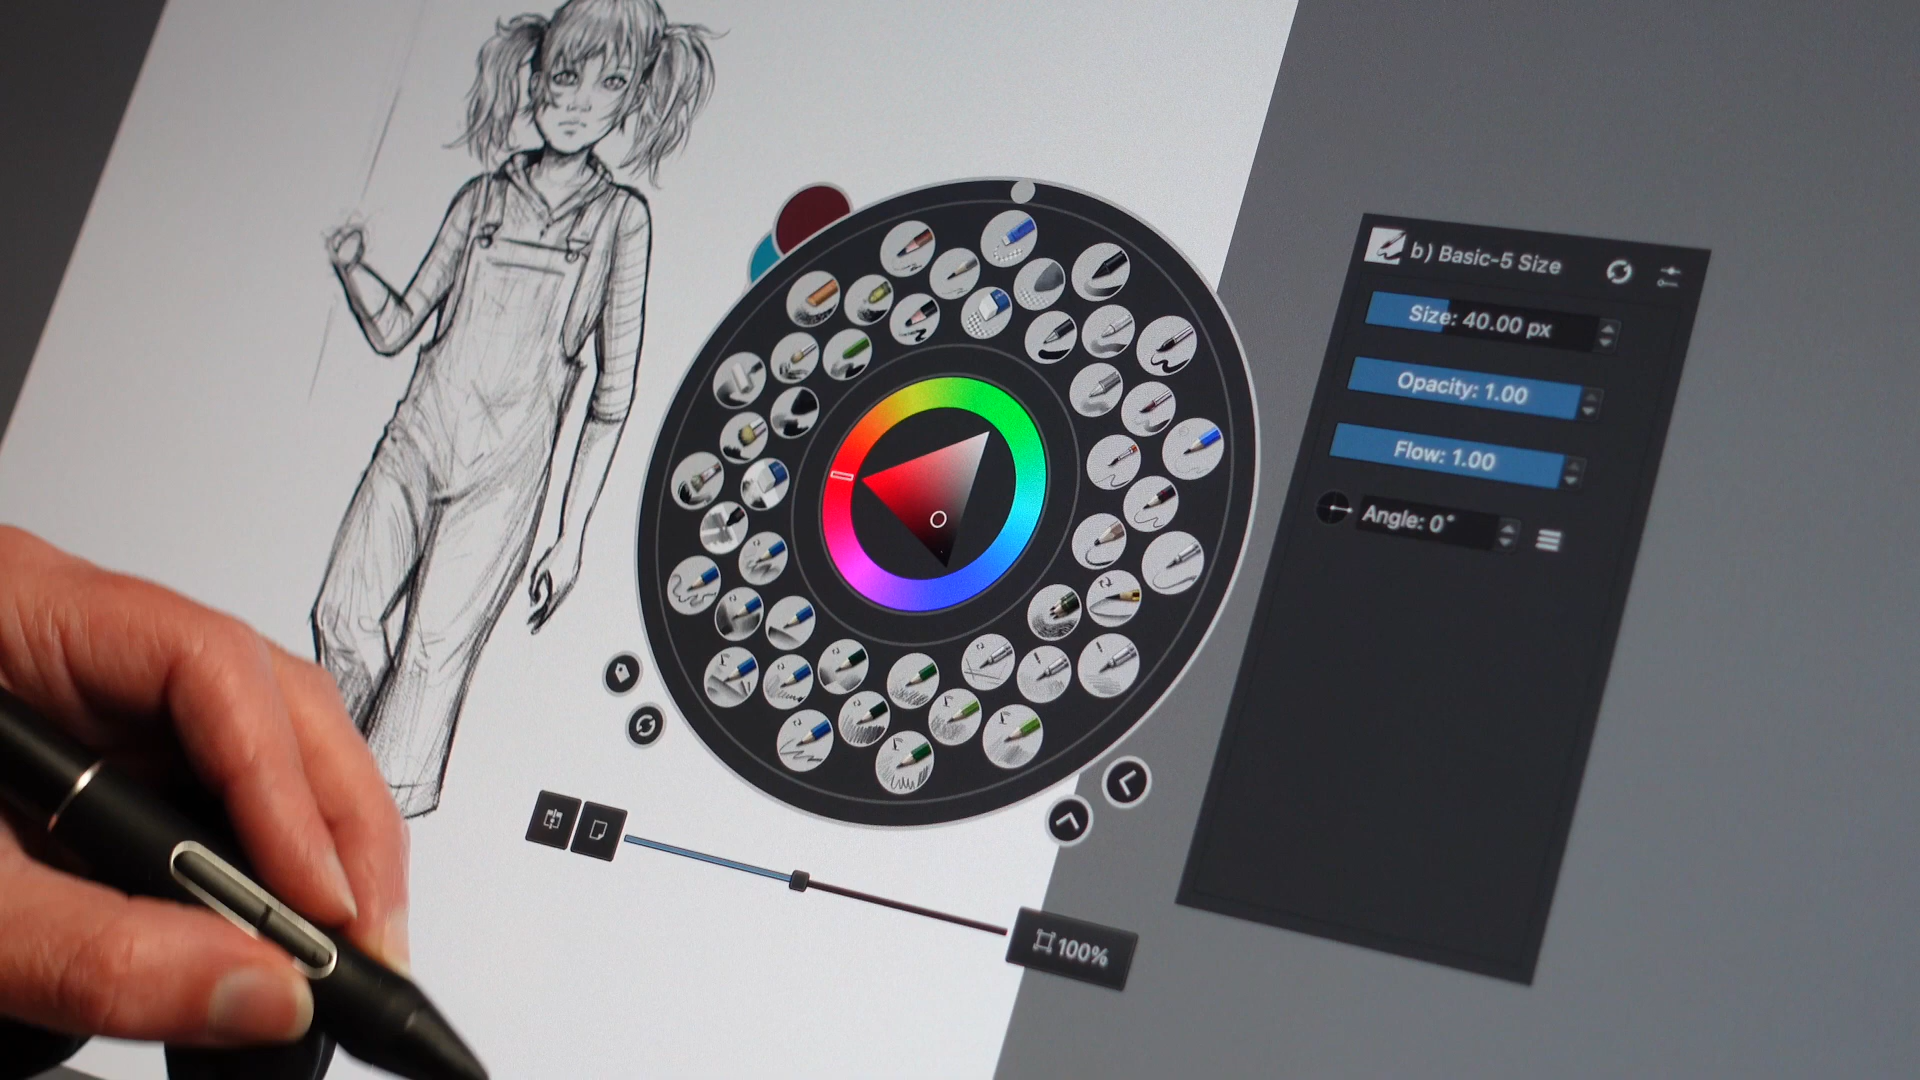 b) Basic-5 Size
Size: 40.00 px
Opacity: 1.00
Flow: 1.00
Angle: 0°
100%